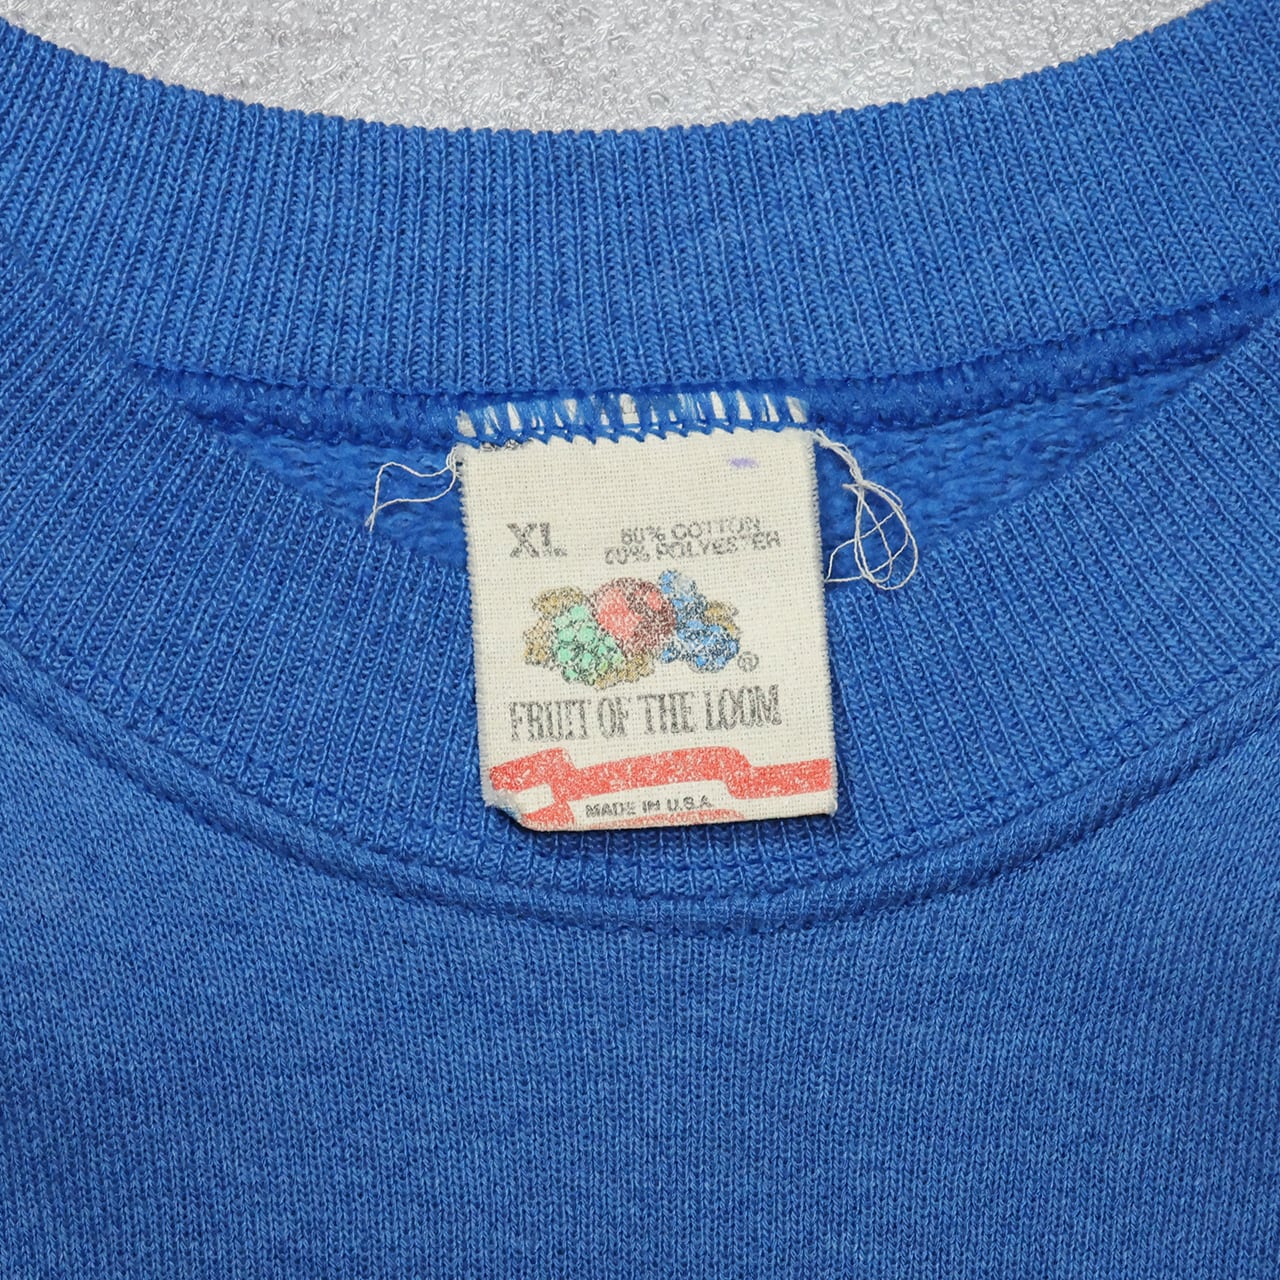 XL
50% COTTON
50% POLYESTER
®
FRUIT OF THE LOOM
MADE IN U.S.A.